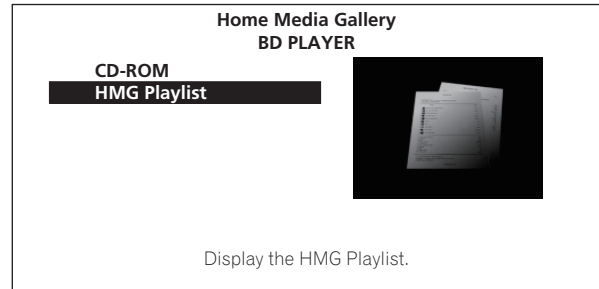 Home Media Gallery
BD PLAYER
CD-ROM
HMG Playlist
Display the HMG Playlist.